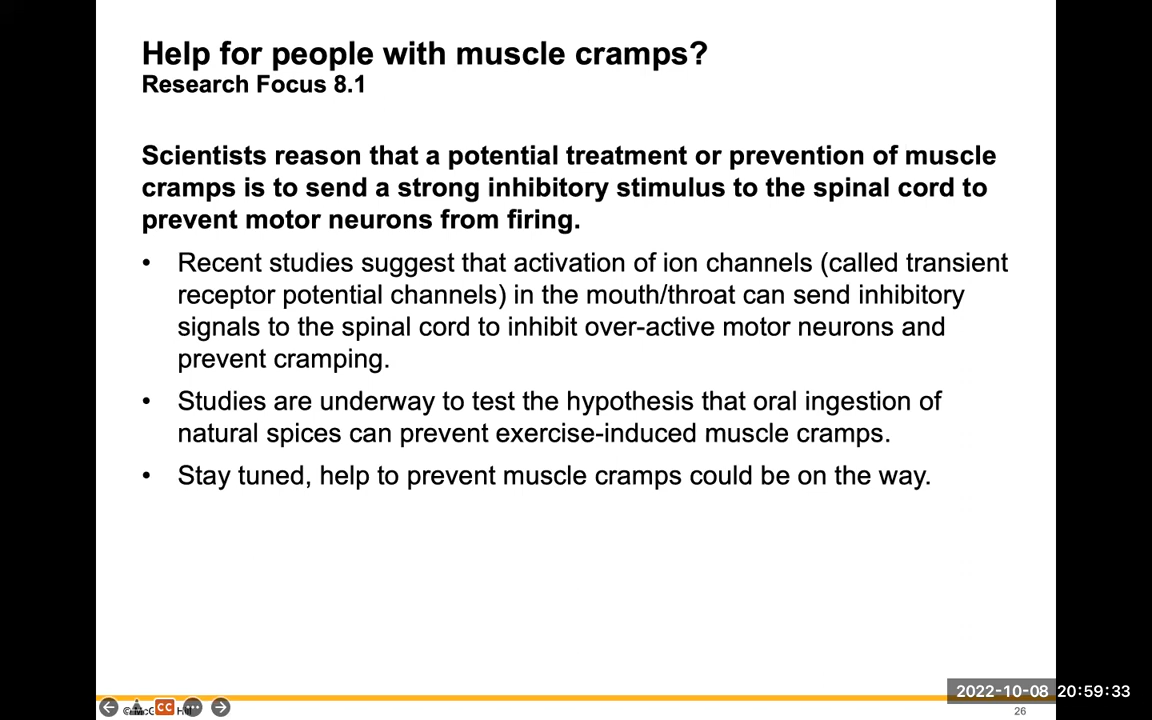 Help for people with muscle cramps?
Research Focus 8.1
Scientists reason that a potential treatment or prevention of muscle
cramps is to send a strong inhibitory stimulus to the spinal cord to
prevent motor neurons from firing.
• Recent studies suggest that activation of ion channels (called transient
receptor potential channels) in the mouth/throat can send inhibitory
signals to the spinal cord to inhibit over-active motor neurons and
prevent cramping.
• Studies are underway to test the hypothesis that oral ingestion of
natural spices can prevent exercise-induced muscle cramps.
• Stay tuned, help to prevent muscle cramps could be on the way.
2022-10-08 20:59:33
CC
26